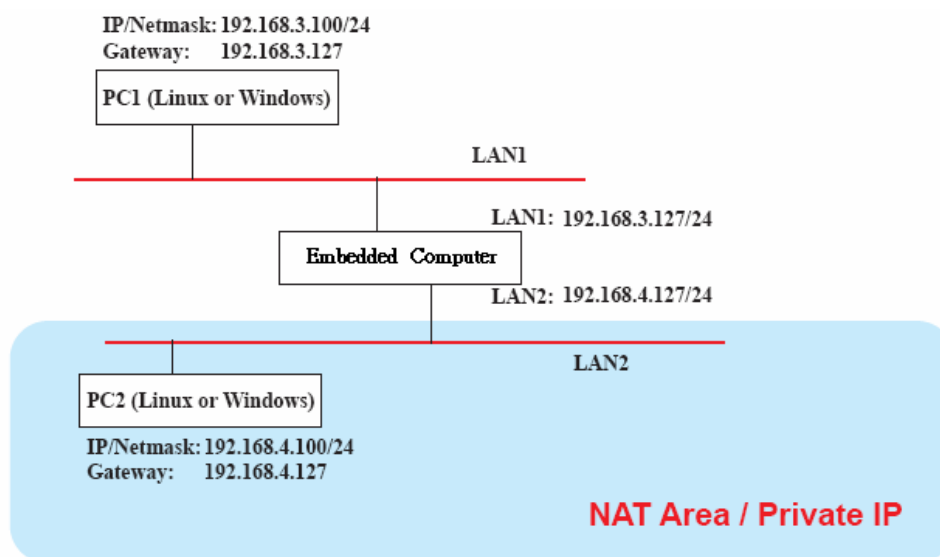 IP/Netmask: 192.168.3.100/24
Gateway: 192.168.3.127
PC1 (Linux or Windows)
LAN1
LAN1: 192.168.3.127/24
Embedded Computer
LAN2: 192.168.4.127/24
LAN2
PC2 (Linux or Windows)
IP/Netmask: 192.168.4.100/24
Gateway: 192.168.4.127
NAT Area / Private IP